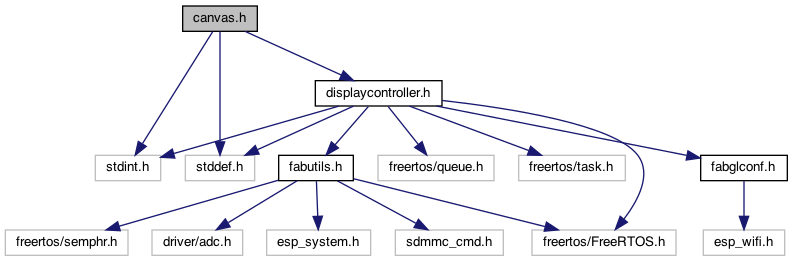 canvas.h
displaycontroller.h
stdint.h
stddef.h
fabutils.h
freertos/queue.h
freertos/task.h
fabglconf.h
freertos/semphr.h
driver/adc.h
esp_system.h
sdmmc_cmd.h
freertos/FreeRTOS.h
esp_wifi.h